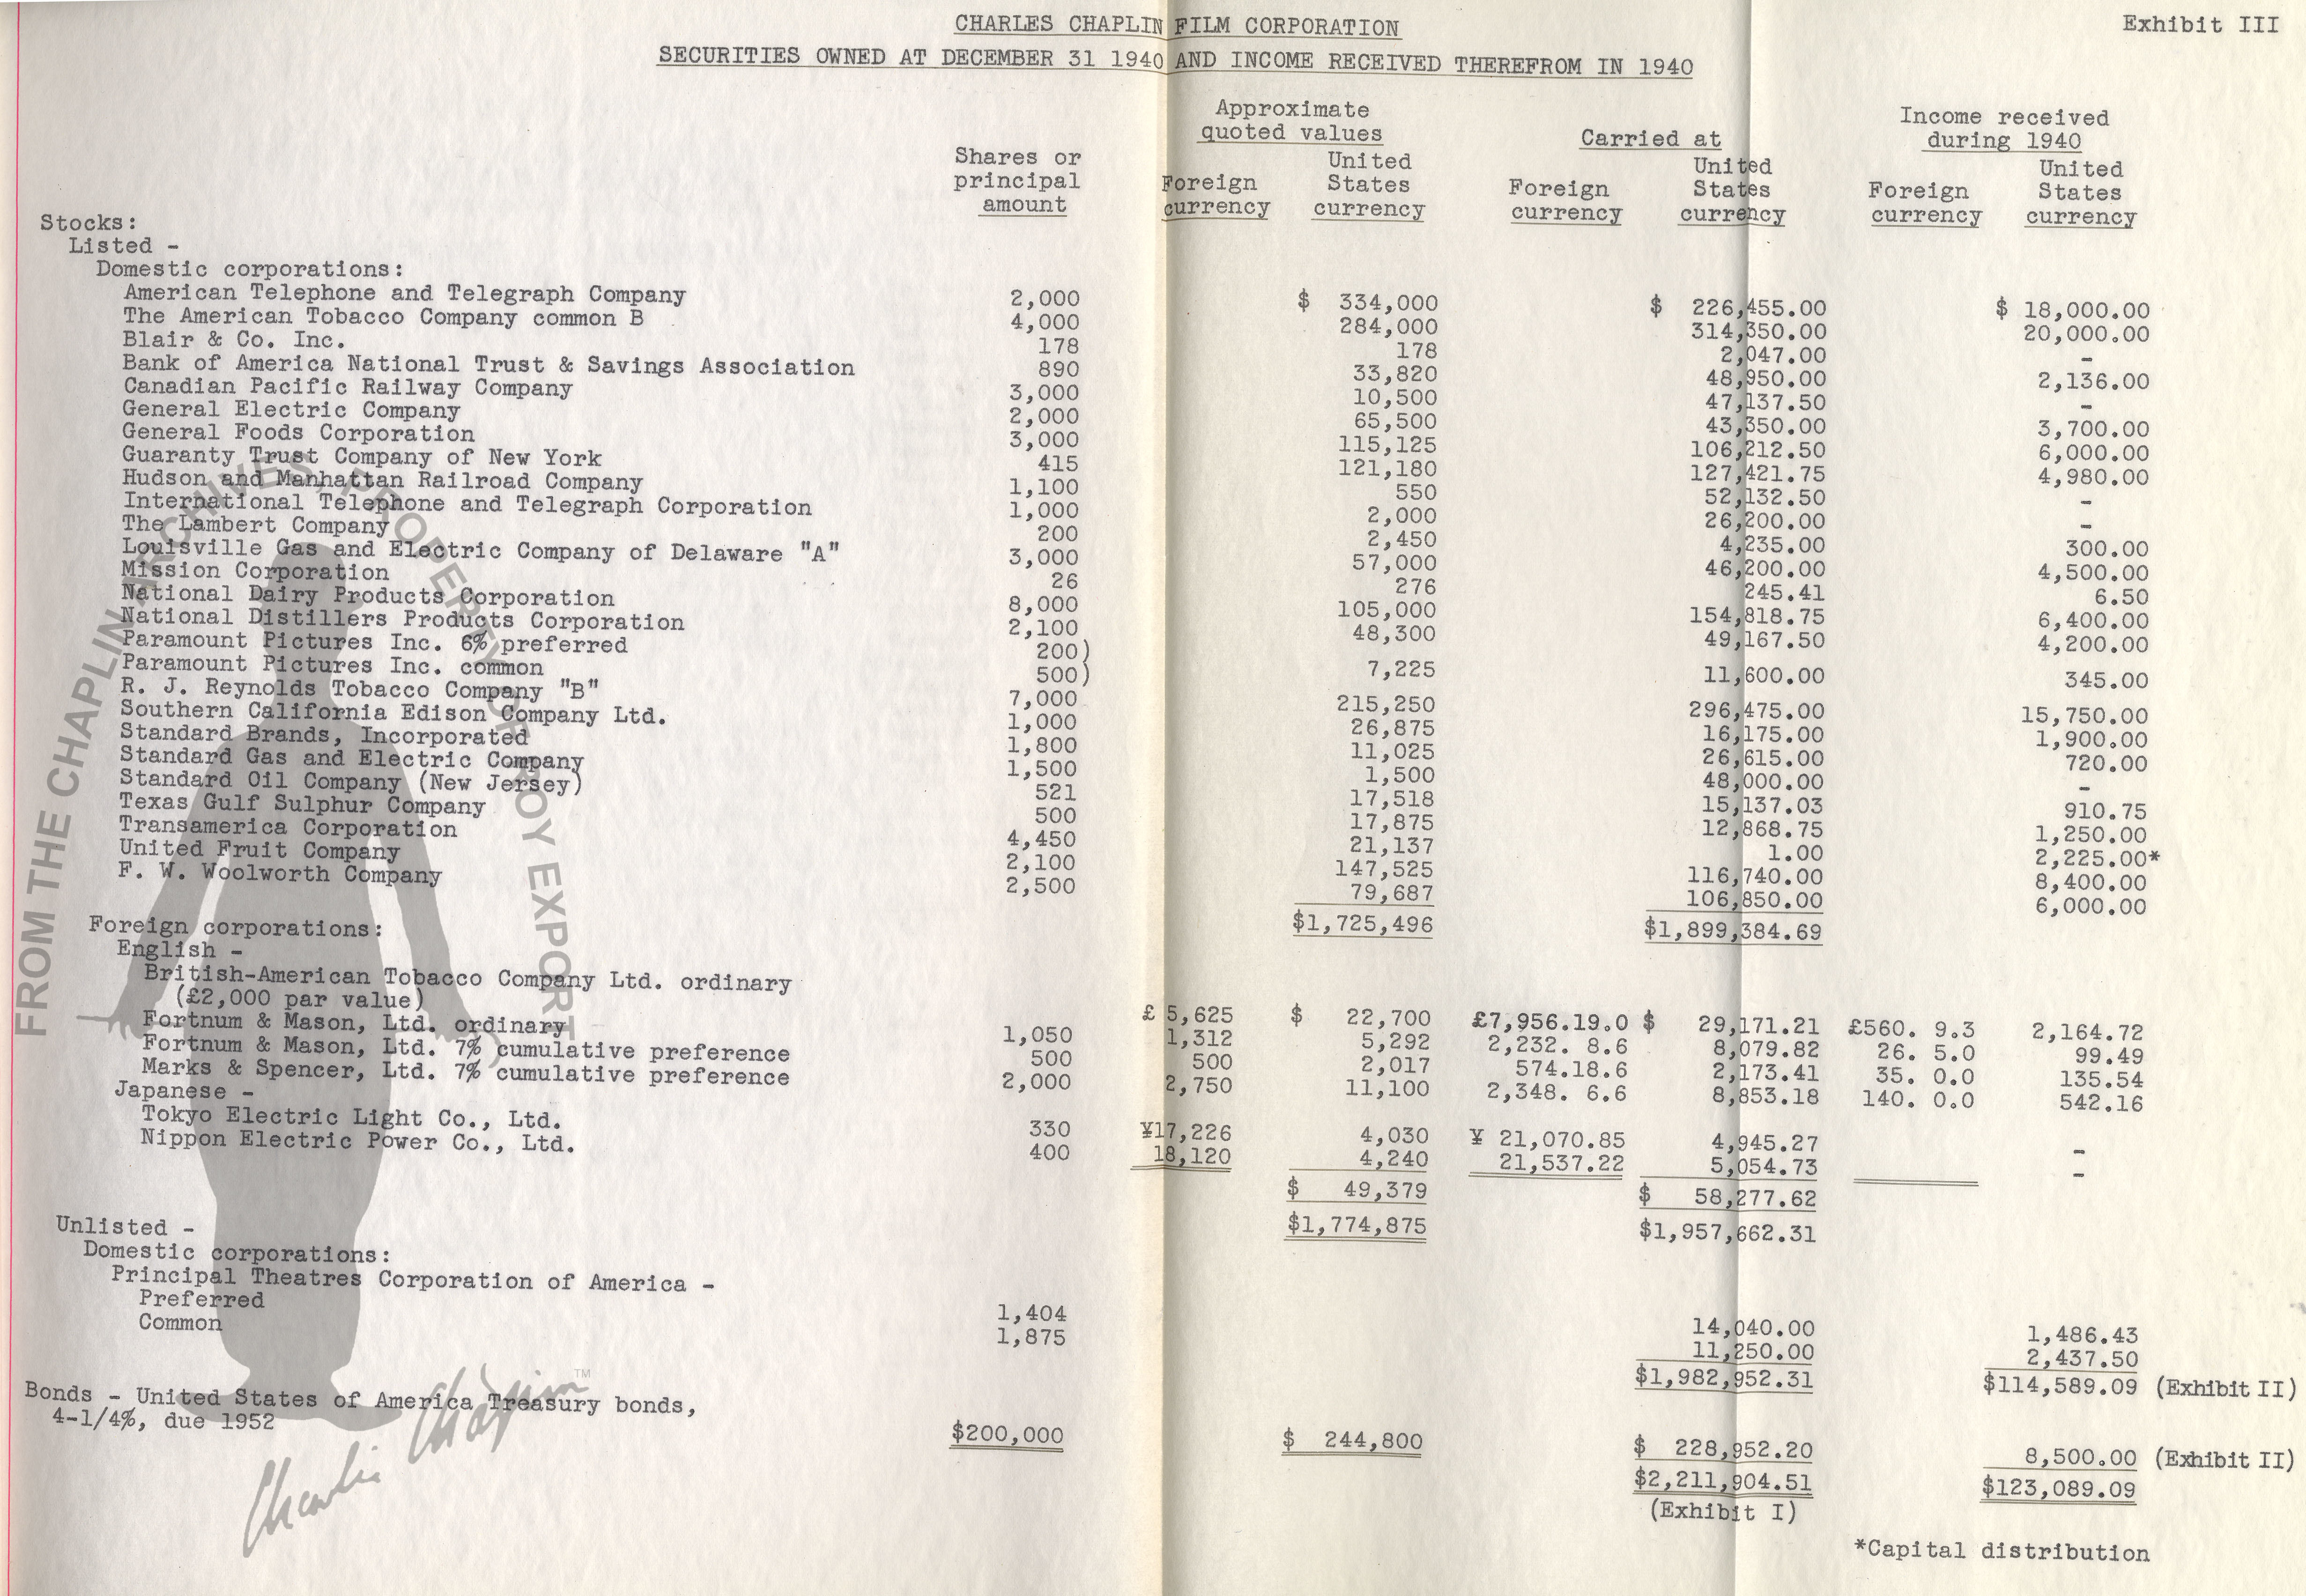 CHARLES CHAPLIN FILM CORPORATION
Exhibit III
SECURITIES OWNED AT DECEMBER 31 1940 AND INCOME RECEIVED THEREFROM IN 1940
Approximate quoted values
Carried at
Income received during 1940
Shares or principal amount
Foreign currency
United States currency
Foreign currency
United States currency
Foreign currency
United States currency
Stocks:
Listed -
Domestic corporations:
American Telephone and Telegraph Company 2,000 $ 334,000 $ 226,455.00 $ 18,000.00
The American Tobacco Company common B 4,000 284,000 314,350.00 20,000.00
Blair & Co. Inc. 178 178 2,047.00 -
Bank of America National Trust & Savings Association 890 33,820 48,950.00 2,136.00
Canadian Pacific Railway Company 3,000 10,500 47,137.50 -
General Electric Company 2,000 65,500 43,350.00 3,700.00
General Foods Corporation 3,000 115,125 106,212.50 6,000.00
Guaranty Trust Company of New York 415 121,180 127,421.75 4,980.00
Hudson and Manhattan Railroad Company 1,100 550 52,132.50 -
International Telephone and Telegraph Corporation 1,000 2,000 26,200.00 -
The Lambert Company 200 2,450 4,235.00 300.00
Louisville Gas and Electric Company of Delaware "A" 3,000 57,000 46,200.00 4,500.00
Mission Corporation 26 276 245.41 6.50
National Dairy Products Corporation 8,000 105,000 154,818.75 6,400.00
National Distillers Products Corporation 2,100 48,300 49,167.50 4,200.00
Paramount Pictures Inc. 6% preferred 200)
Paramount Pictures Inc. common 500) 7,225 11,600.00 345.00
R. J. Reynolds Tobacco Company "B" 7,000 215,250 296,475.00 15,750.00
Southern California Edison Company Ltd. 1,000 26,875 16,175.00 1,900.00
Standard Brands, Incorporated 1,800 11,025 26,615.00 720.00
Standard Gas and Electric Company 1,500 1,500 48,000.00 -
Standard Oil Company (New Jersey) 521 17,518 15,137.03 910.75
Texas Gulf Sulphur Company 500 17,875 12,868.75 1,250.00
Transamerica Corporation 4,450 21,137 1.00 2,225.00*
United Fruit Company 2,100 147,525 116,740.00 8,400.00
F. W. Woolworth Company 2,500 79,687 106,850.00 6,000.00
$1,725,496 $1,899,384.69
Foreign corporations:
English -
British-American Tobacco Company Ltd. ordinary
(£2,000 par value) £ 5,625 $ 22,700 £7,956.19.0 $ 29,171.21 £560. 9.3 2,164.72
Fortnum & Mason, Ltd. ordinary 1,050 1,312 5,292 2,232. 8.6 8,079.82 26. 5.0 99.49
Fortnum & Mason, Ltd. 7% cumulative preference 500 500 2,017 574.18.6 2,173.41 35. 0.0 135.54
Marks & Spencer, Ltd. 7% cumulative preference 2,000 2,750 11,100 2,348. 6.6 8,853.18 140. 0.0 542.16
Japanese -
Tokyo Electric Light Co., Ltd. 330 ¥17,226 4,030 ¥ 21,070.85 4,945.27 -
Nippon Electric Power Co., Ltd. 400 18,120 4,240 21,537.22 5,054.73 -
$ 49,379 $ 58,277.62
$1,774,875 $1,957,662.31
Unlisted -
Domestic corporations:
Principal Theatres Corporation of America -
Preferred 1,404 14,040.00 1,486.43
Common 1,875 11,250.00 2,437.50
$1,982,952.31 $114,589.09 (Exhibit II)
Bonds - United States of America Treasury bonds,
4-1/4%, due 1952 $200,000 $ 244,800 $ 228,952.20 8,500.00 (Exhibit II)
$2,211,904.51 $123,089.09
(Exhibit I)
*Capital distribution
FROM THE CHAPLIN ARCHIVES, PROPERTY OF ROY EXPORT
Charlie Chaplin TM